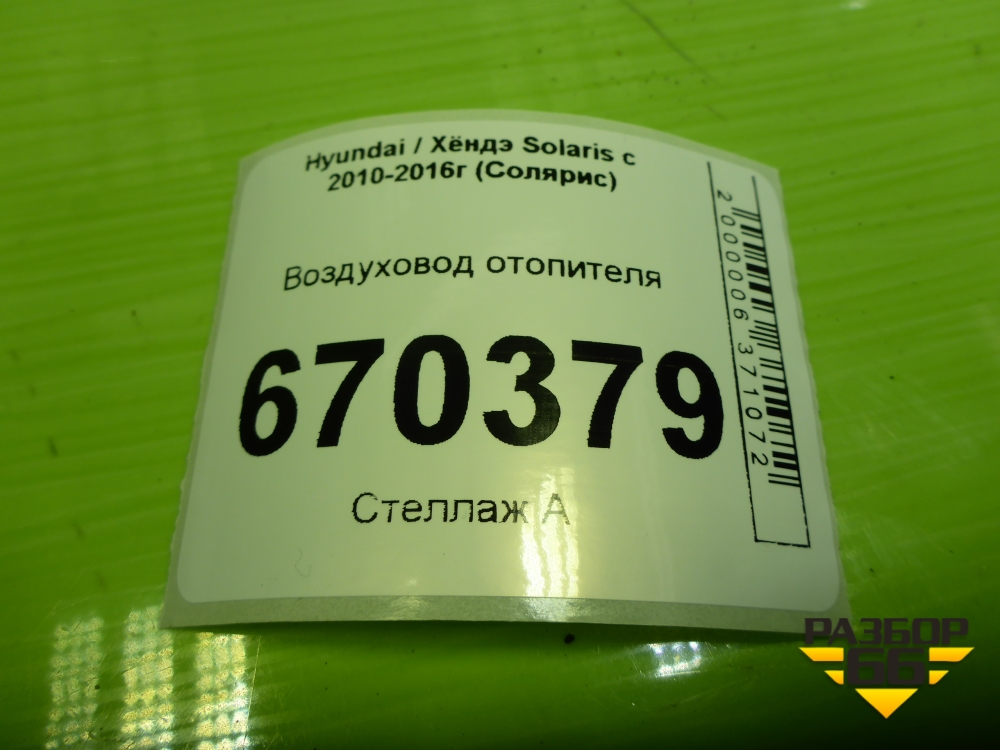 Hyundai / Хёндэ Solaris с
2010-2016г (Солярис)
Воздуховод отопителя
670379
Стеллаж А
2000006371072
РАЗБОР
66